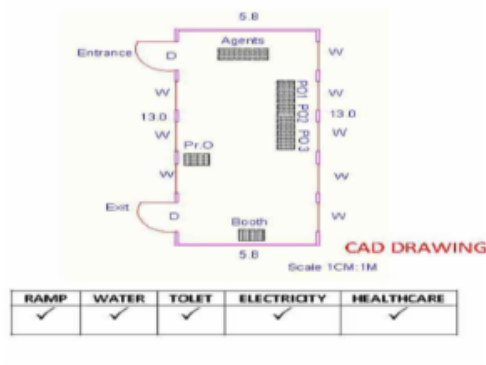 5.8
Agents
Entrance
D
W
W
W
PO1 PO2 PO3
13.0
13.0
W
W
Pr.O
W
W
Exit
D
Booth
W
5.8
CAD DRAWING
Scale 1CM:1M
RAMP WATER TOLET ELECTRICITY HEALTHCARE
✓ ✓ ✓ ✓ ✓